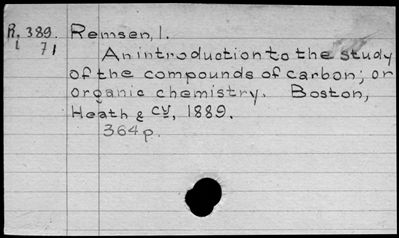 R. 389. Remsen, I.
i 71
An introduction to the study
of the compounds of carbon; or
organic chemistry. Boston,
Heath & Cy, 1889.
364 p.